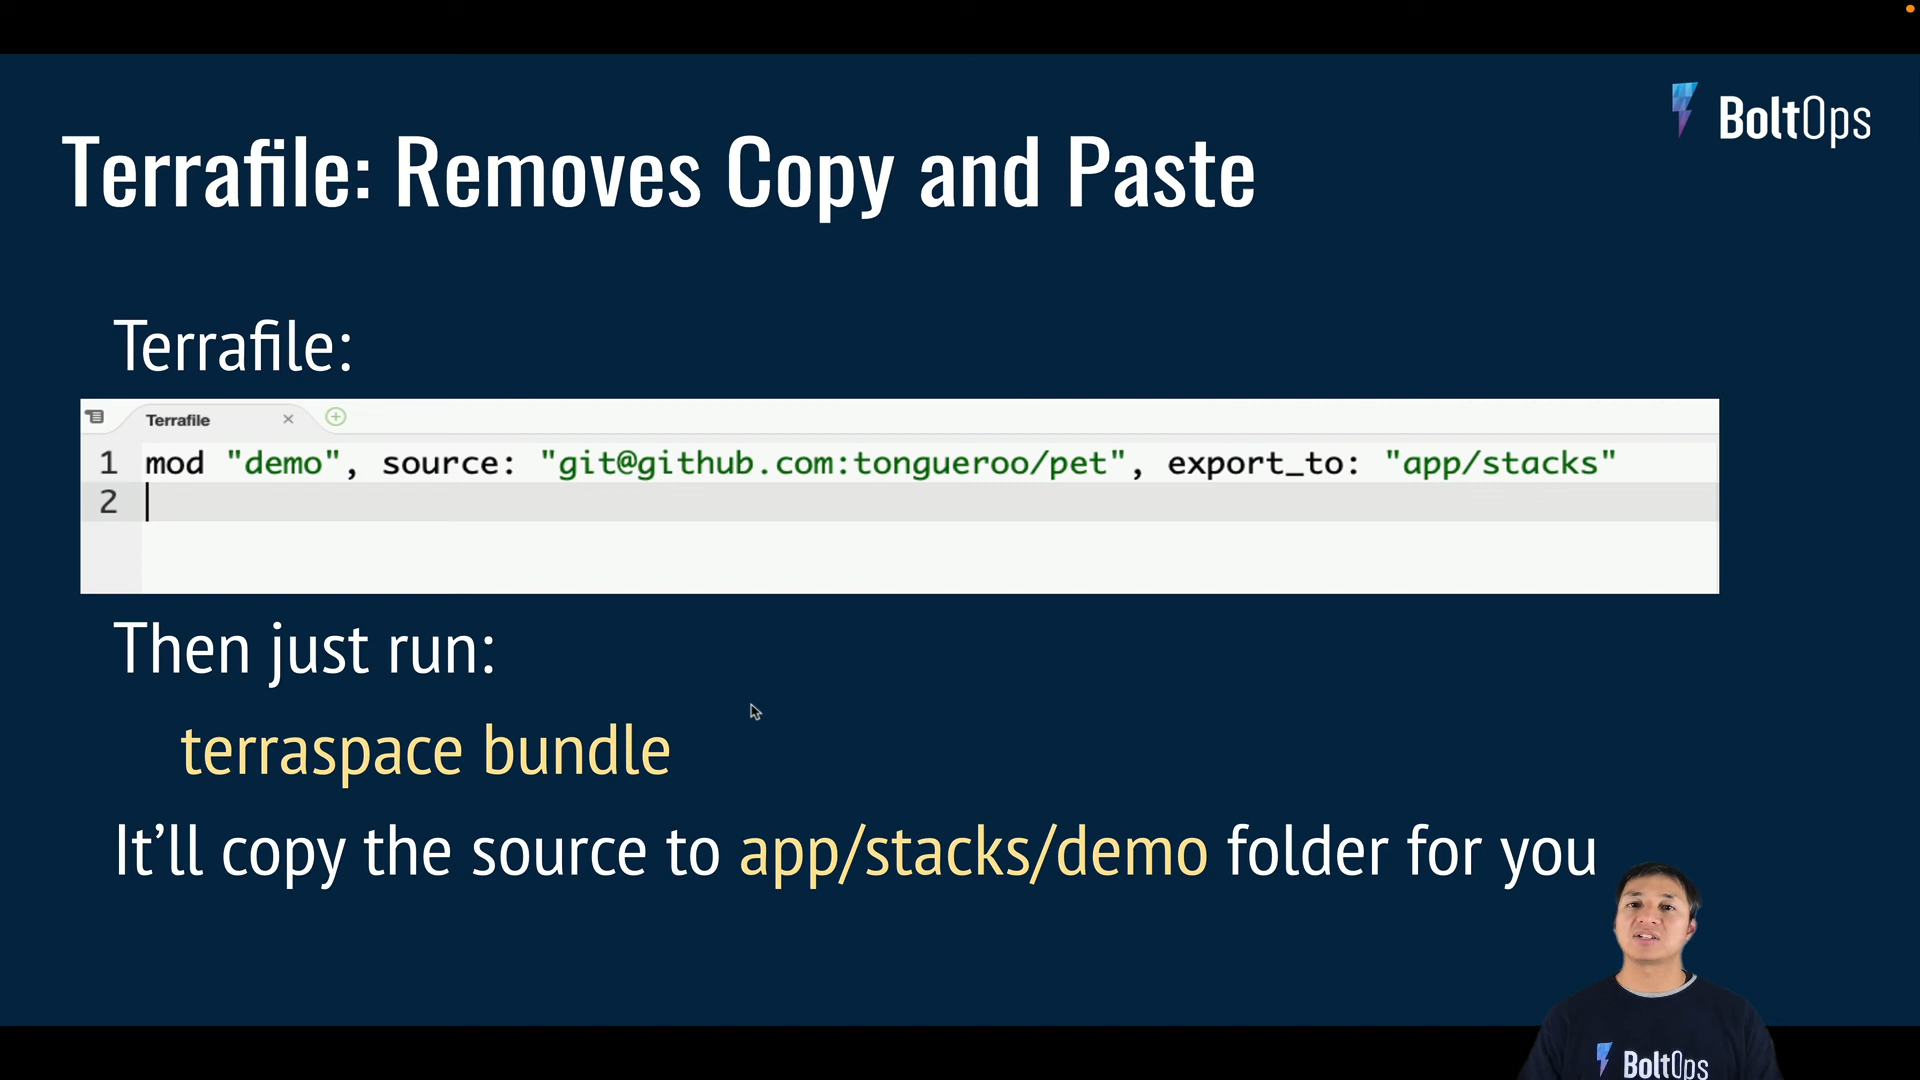 BoltOps
Terrafile: Removes Copy and Paste
Terrafile:
Terrafile
1 mod "demo", source: "git@github.com:tongueroo/pet", export_to: "app/stacks"
2
Then just run:
terraspace bundle
It’ll copy the source to app/stacks/demo folder for you
BoltOps